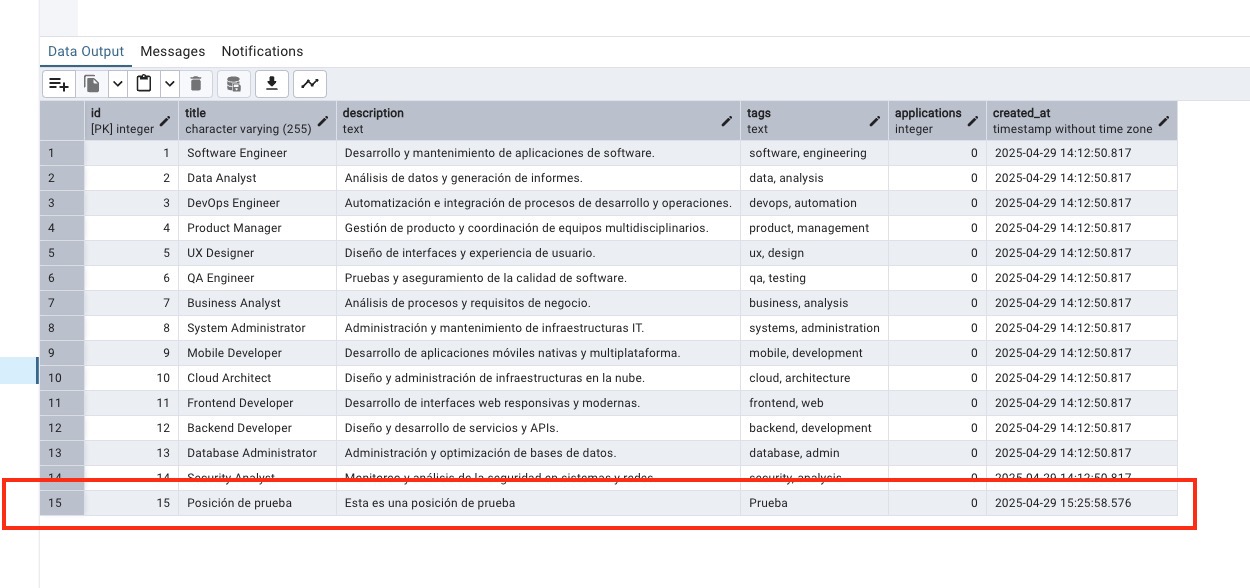 Data Output Messages Notifications
id title description tags applications created_at
[PK] integer character varying (255) text text integer timestamp without time zone
1 1 Software Engineer Desarrollo y mantenimiento de aplicaciones de software. software, engineering 0 2025-04-29 14:12:50.817
2 2 Data Analyst Análisis de datos y generación de informes. data, analysis 0 2025-04-29 14:12:50.817
3 3 DevOps Engineer Automatización e integración de procesos de desarrollo y operaciones. devops, automation 0 2025-04-29 14:12:50.817
4 4 Product Manager Gestión de producto y coordinación de equipos multidisciplinarios. product, management 0 2025-04-29 14:12:50.817
5 5 UX Designer Diseño de interfaces y experiencia de usuario. ux, design 0 2025-04-29 14:12:50.817
6 6 QA Engineer Pruebas y aseguramiento de la calidad de software. qa, testing 0 2025-04-29 14:12:50.817
7 7 Business Analyst Análisis de procesos y requisitos de negocio. business, analysis 0 2025-04-29 14:12:50.817
8 8 System Administrator Administración y mantenimiento de infraestructuras IT. systems, administration 0 2025-04-29 14:12:50.817
9 9 Mobile Developer Desarrollo de aplicaciones móviles nativas y multiplataforma. mobile, development 0 2025-04-29 14:12:50.817
10 10 Cloud Architect Diseño y administración de infraestructuras en la nube. cloud, architecture 0 2025-04-29 14:12:50.817
11 11 Frontend Developer Desarrollo de interfaces web responsivas y modernas. frontend, web 0 2025-04-29 14:12:50.817
12 12 Backend Developer Diseño y desarrollo de servicios y APIs. backend, development 0 2025-04-29 14:12:50.817
13 13 Database Administrator Administración y optimización de bases de datos. database, admin 0 2025-04-29 14:12:50.817
14 14 Security Analyst Monitoreo y análisis de la seguridad en sistemas y redes. security, analysis 0 2025-04-29 14:12:50.817
15 15 Posición de prueba Esta es una posición de prueba Prueba 0 2025-04-29 15:25:58.576